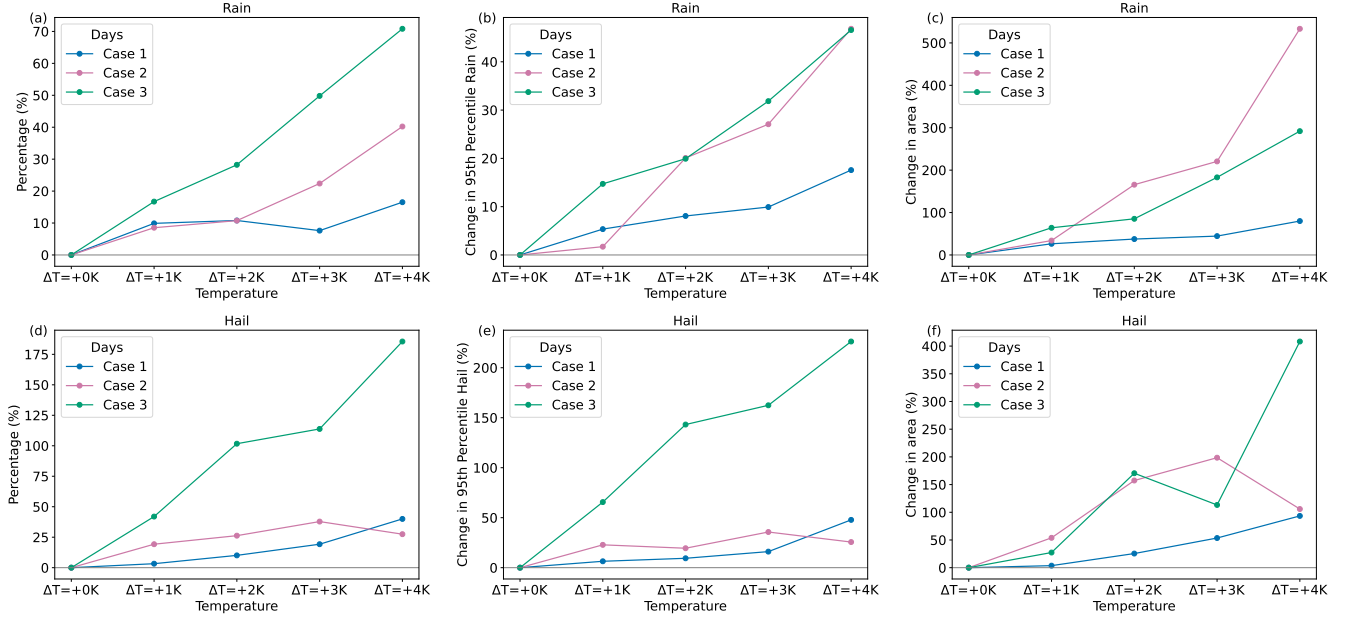 (a)
Rain
Percentage (%)
70
60
50
40
30
20
10
0
Days
Case 1
Case 2
Case 3
ΔT=+0K
ΔT=+1K
ΔT=+2K
ΔT=+3K
ΔT=+4K
Temperature
(b)
Rain
Change in 95th Percentile Rain (%)
40
30
20
10
0
Days
Case 1
Case 2
Case 3
ΔT=+0K
ΔT=+1K
ΔT=+2K
ΔT=+3K
ΔT=+4K
Temperature
(c)
Rain
Change in area (%)
500
400
300
200
100
0
Days
Case 1
Case 2
Case 3
ΔT=+0K
ΔT=+1K
ΔT=+2K
ΔT=+3K
ΔT=+4K
Temperature
(d)
Hail
Percentage (%)
175
150
125
100
75
50
25
0
Days
Case 1
Case 2
Case 3
ΔT=+0K
ΔT=+1K
ΔT=+2K
ΔT=+3K
ΔT=+4K
Temperature
(e)
Hail
Change in 95th Percentile Hail (%)
200
150
100
50
0
Days
Case 1
Case 2
Case 3
ΔT=+0K
ΔT=+1K
ΔT=+2K
ΔT=+3K
ΔT=+4K
Temperature
(f)
Hail
Change in area (%)
400
350
300
250
200
150
100
50
0
Days
Case 1
Case 2
Case 3
ΔT=+0K
ΔT=+1K
ΔT=+2K
ΔT=+3K
ΔT=+4K
Temperature